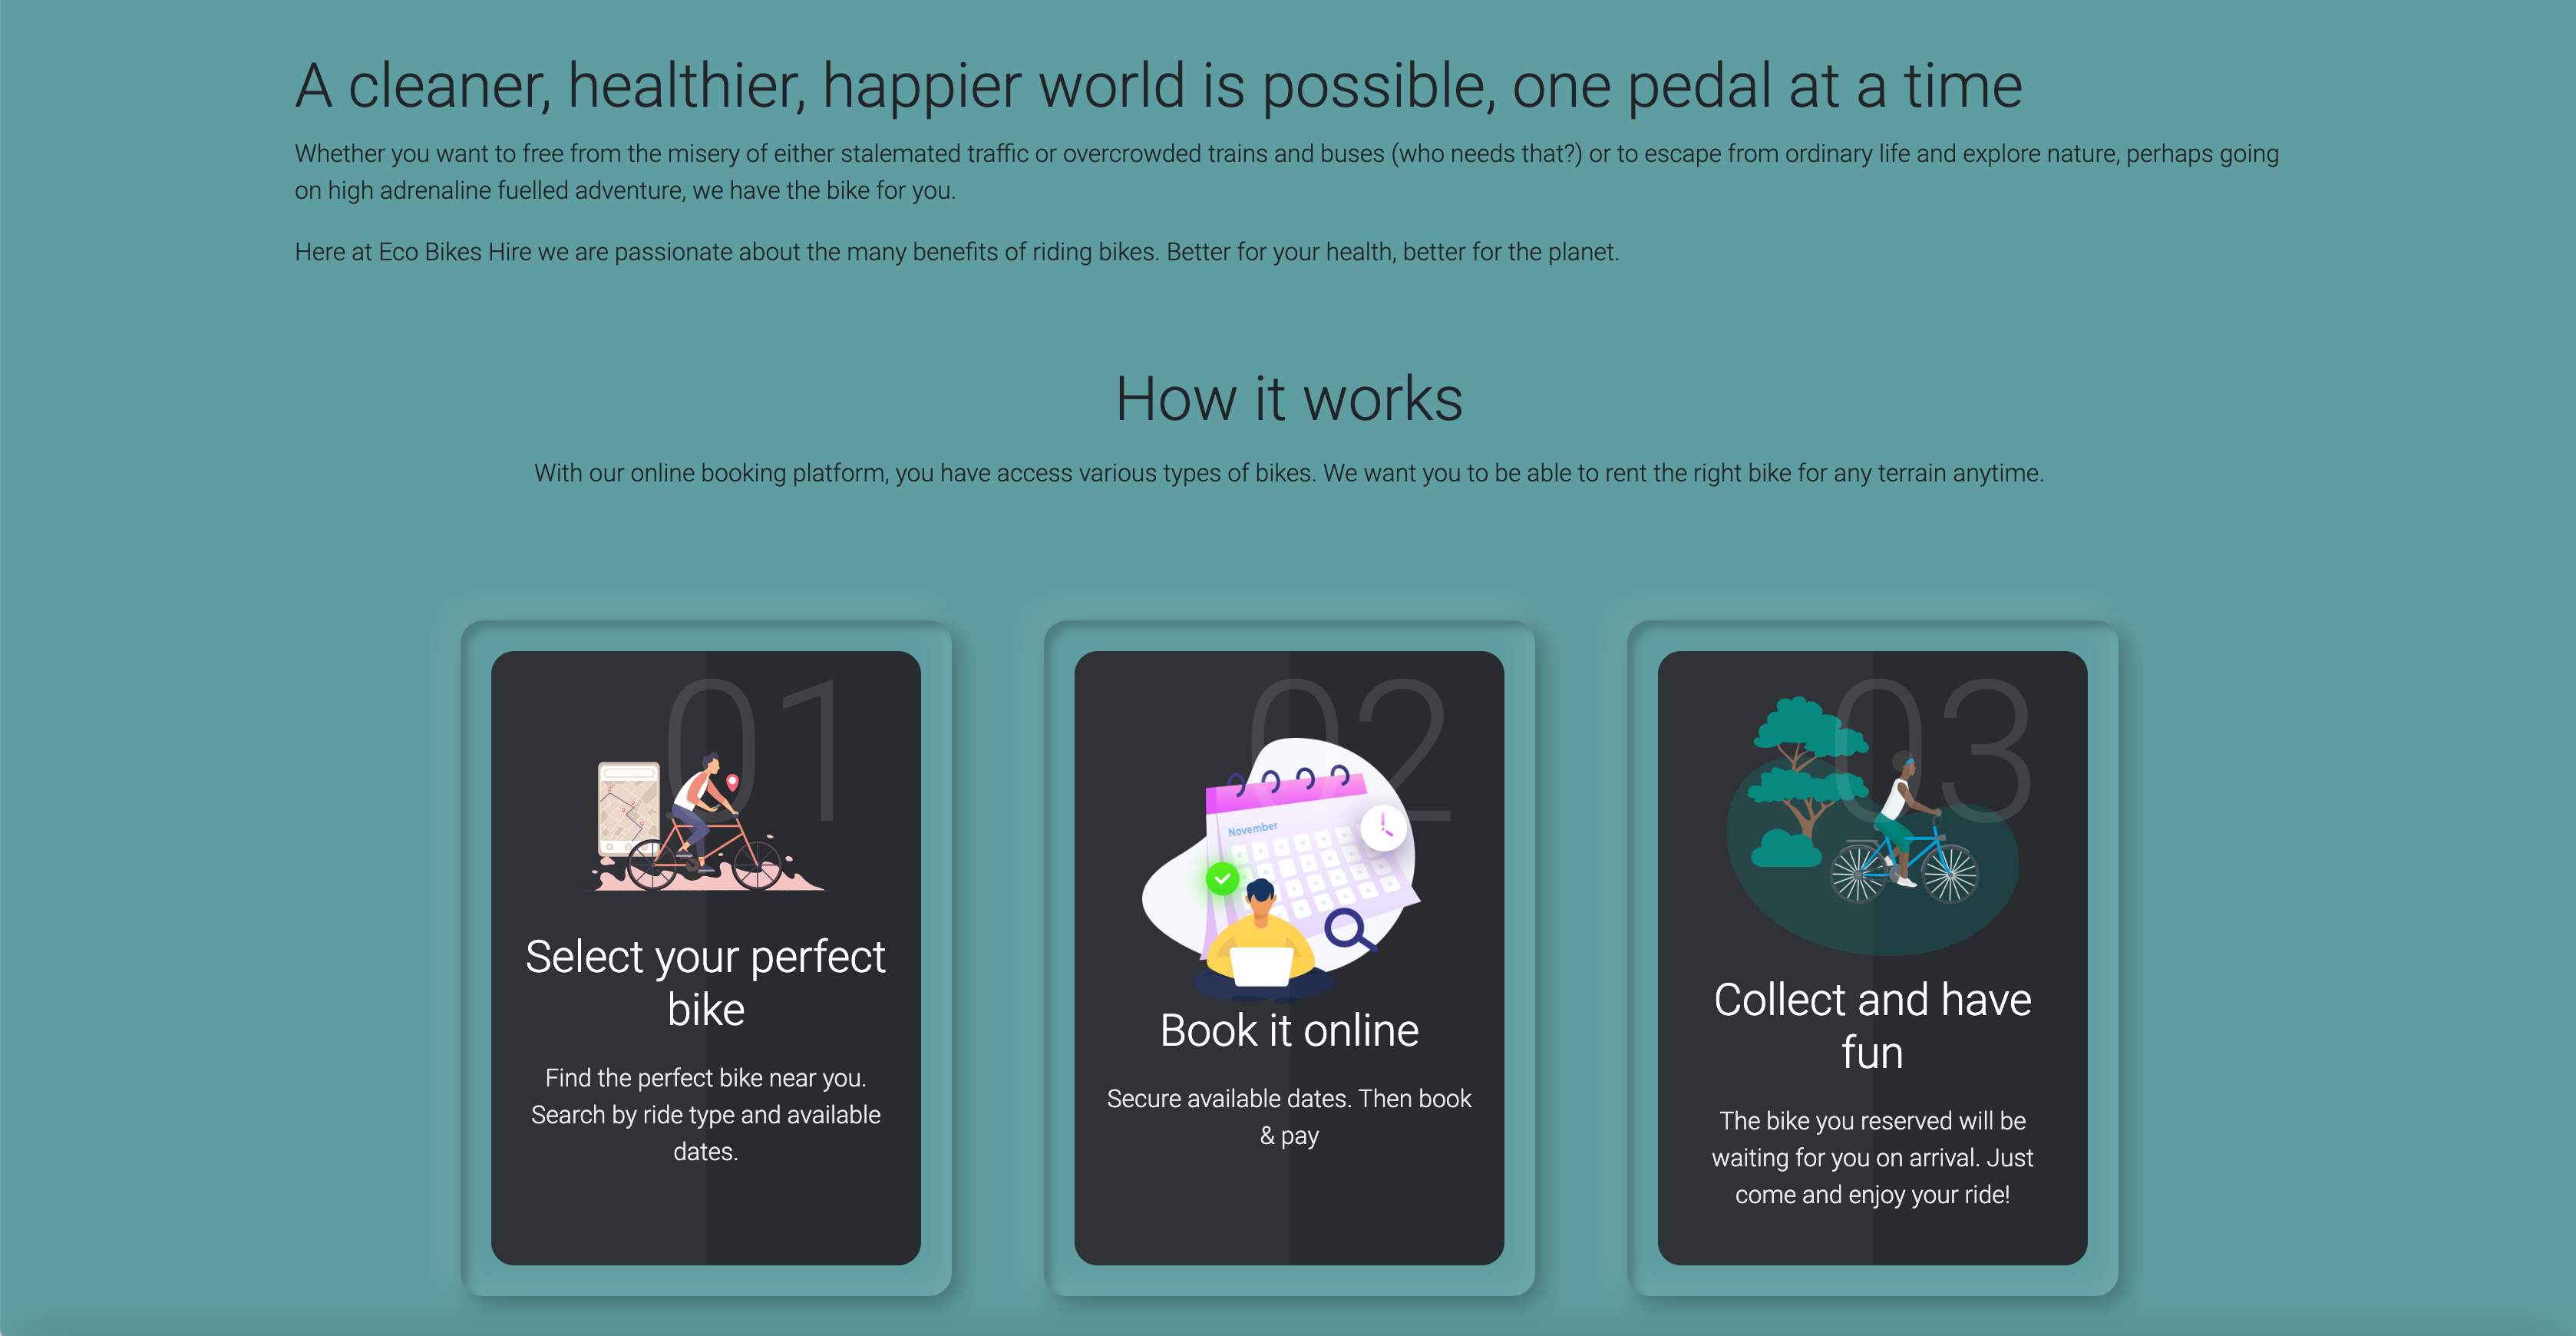 A cleaner, healthier, happier world is possible, one pedal at a time
Whether you want to free from the misery of either stalemated traffic or overcrowded trains and buses (who needs that?) or to escape from ordinary life and explore nature, perhaps going
on high adrenaline fuelled adventure, we have the bike for you.
Here at Eco Bikes Hire we are passionate about the many benefits of riding bikes. Better for your health, better for the planet.
How it works
With our online booking platform, you have access various types of bikes. We want you to be able to rent the right bike for any terrain anytime.
01
Select your perfect
bike
Find the perfect bike near you.
Search by ride type and available
dates.
02
November
Book it online
Secure available dates. Then book
& pay
03
Collect and have
fun
The bike you reserved will be
waiting for you on arrival. Just
come and enjoy your ride!